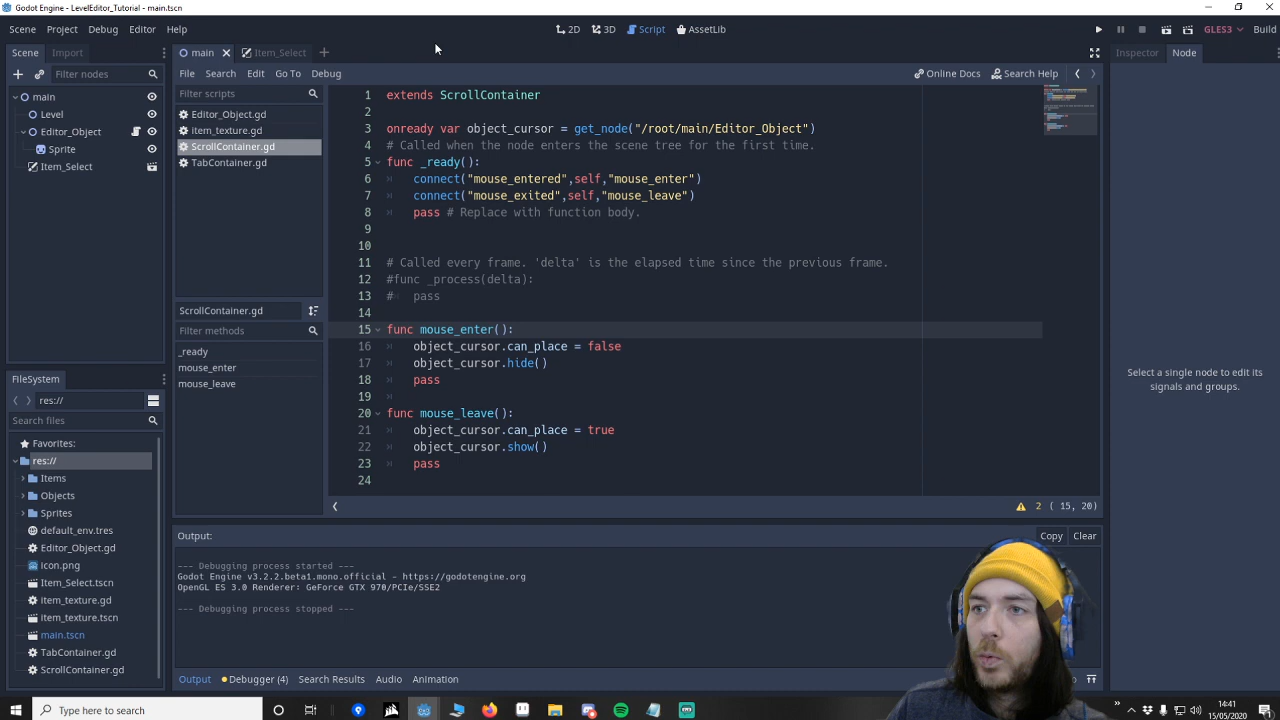 Godot Engine - LevelEditor_Tutorial - main.tscn
Scene Project Debug Editor Help
2D 3D Script AssetLib
GLES3 Build
Scene Import
Filter nodes
main
Level
Editor_Object
Sprite
Item_Select
FileSystem
res://
Search files
Favorites:
res://
Items
Objects
Sprites
default_env.tres
Editor_Object.gd
icon.png
Item_Select.tscn
item_texture.gd
item_texture.tscn
main.tscn
TabContainer.gd
ScrollContainer.gd
main Item_Select
File Search Edit Go To Debug
Online Docs Search Help
Filter scripts
Editor_Object.gd
item_texture.gd
ScrollContainer.gd
TabContainer.gd
ScrollContainer.gd
Filter methods
_ready
mouse_enter
mouse_leave
1 extends ScrollContainer
2
3 onready var object_cursor = get_node("/root/main/Editor_Object")
4 # Called when the node enters the scene tree for the first time.
5 func _ready():
6 connect("mouse_entered",self,"mouse_enter")
7 connect("mouse_exited",self,"mouse_leave")
8 pass # Replace with function body.
9
10
11 # Called every frame. 'delta' is the elapsed time since the previous frame.
12 #func _process(delta):
13 # pass
14
15 func mouse_enter():
16 object_cursor.can_place = false
17 object_cursor.hide()
18 pass
19
20 func mouse_leave():
21 object_cursor.can_place = true
22 object_cursor.show()
23 pass
24
2 ( 15, 20)
Output: Copy Clear
--- Debugging process started ---
Godot Engine v3.2.2.beta1.mono.official - https://godotengine.org
OpenGL ES 3.0 Renderer: GeForce GTX 970/PCIe/SSE2
--- Debugging process stopped ---
Output Debugger (4) Search Results Audio Animation
Inspector Node
Select a single node to edit its
signals and groups.
Type here to search
14:41
15/05/2020